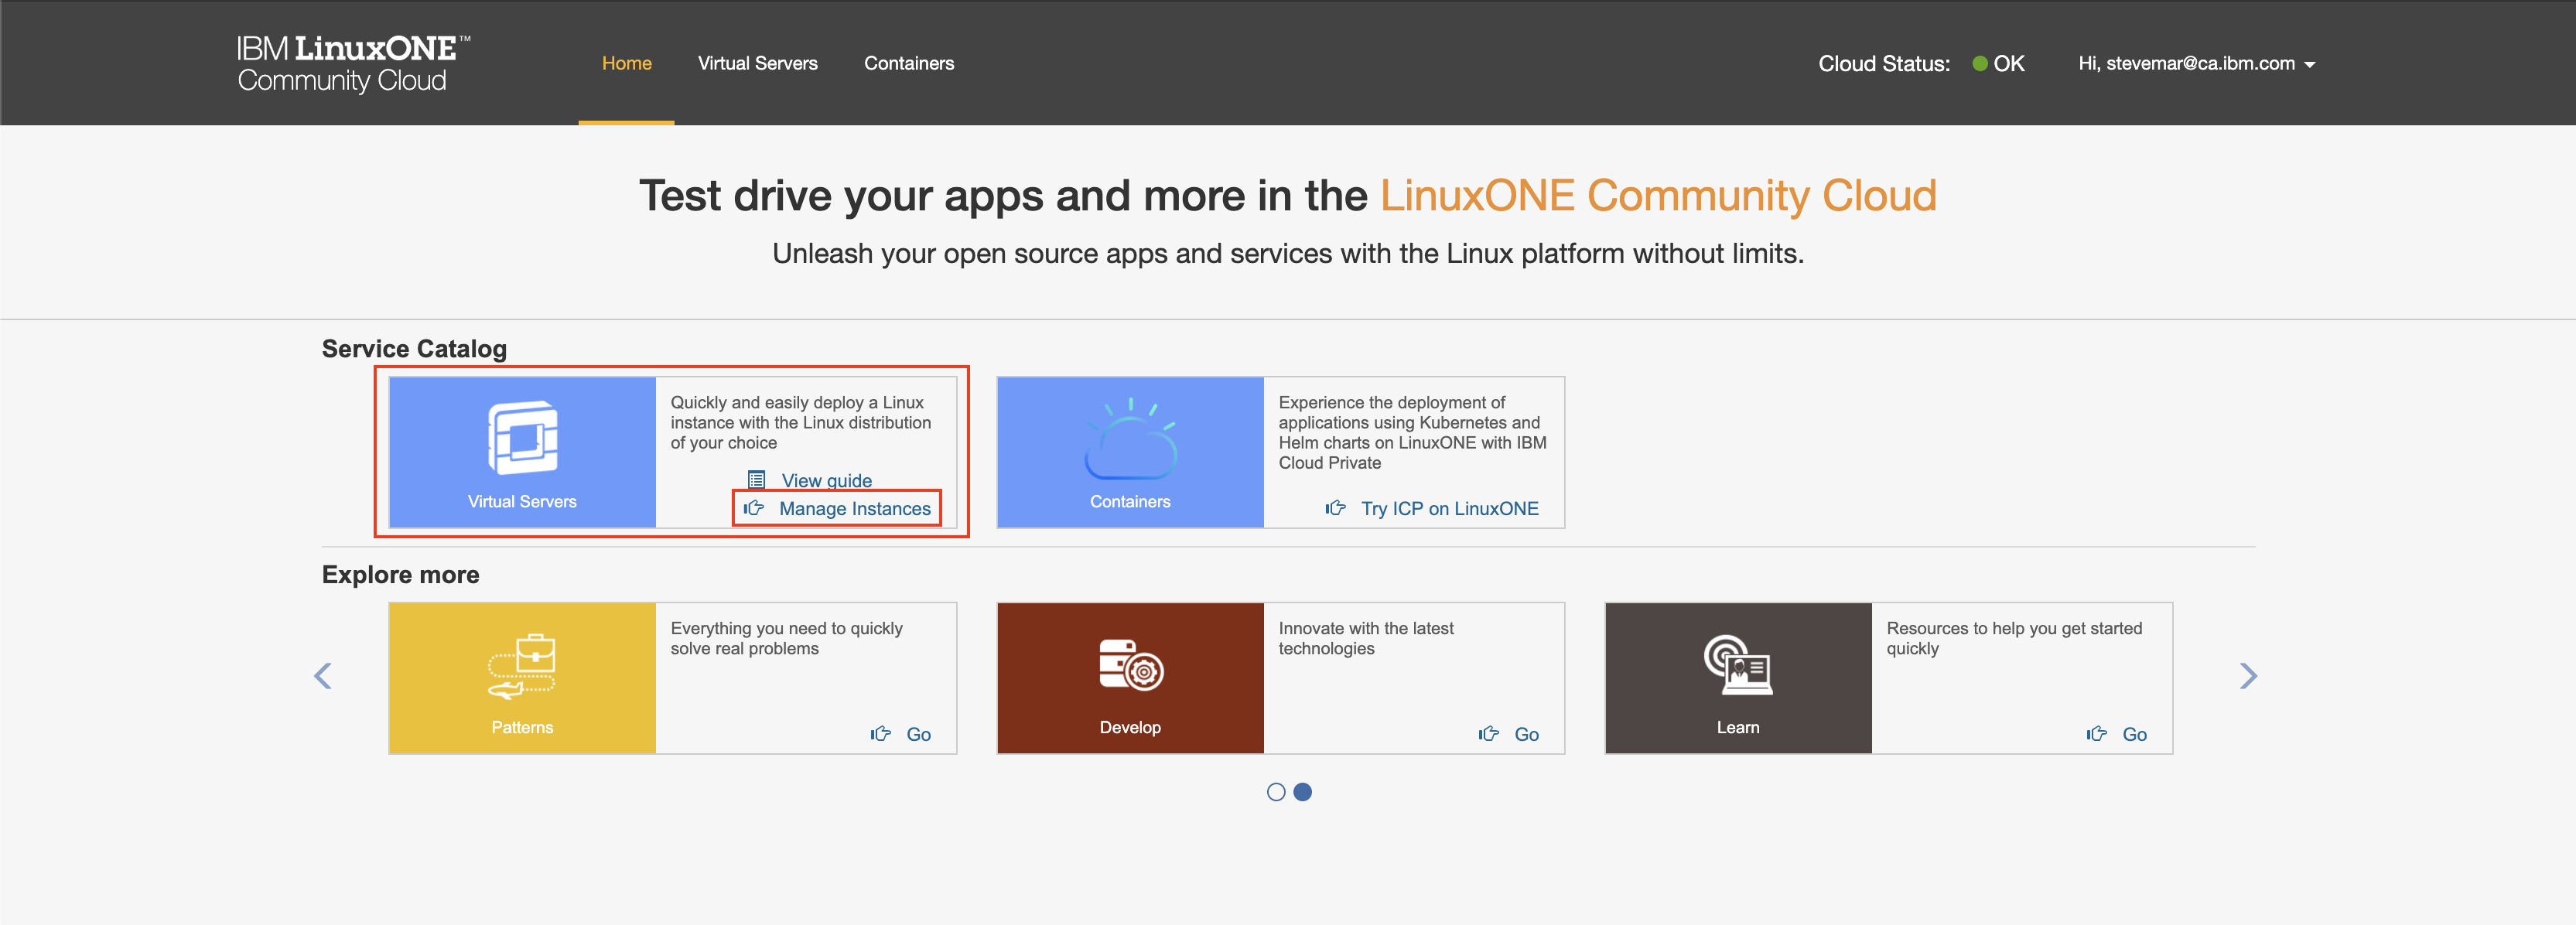 IBM LinuxONE™
Community Cloud
Home
Virtual Servers
Containers
Cloud Status: OK
Hi, stevemar@ca.ibm.com
Test drive your apps and more in the LinuxONE Community Cloud
Unleash your open source apps and services with the Linux platform without limits.
Service Catalog
Virtual Servers
Quickly and easily deploy a Linux
instance with the Linux distribution
of your choice
View guide
Manage Instances
Containers
Experience the deployment of
applications using Kubernetes and
Helm charts on LinuxONE with IBM
Cloud Private
Try ICP on LinuxONE
Explore more
Patterns
Everything you need to quickly
solve real problems
Go
Develop
Innovate with the latest
technologies
Go
Learn
Resources to help you get started
quickly
Go